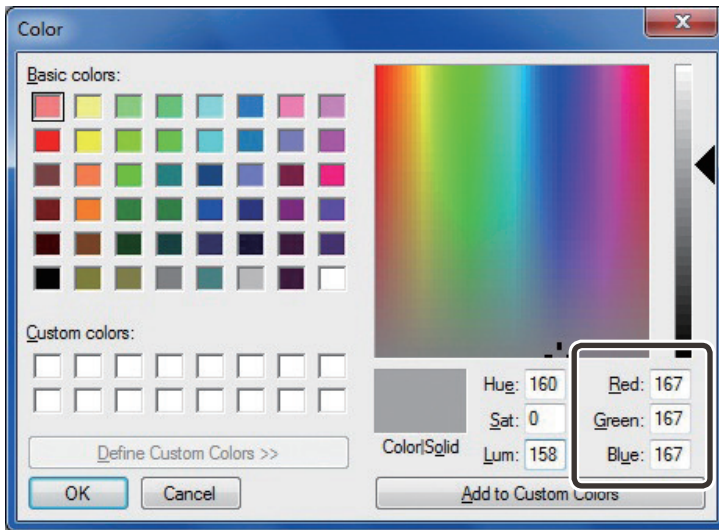 Color
X
Basic colors:
Custom colors:
Define Custom Colors >>
OK Cancel
Color|Solid
Hue: 160 Red: 167
Sat: 0 Green: 167
Lum: 158 Blue: 167
Add to Custom Colors